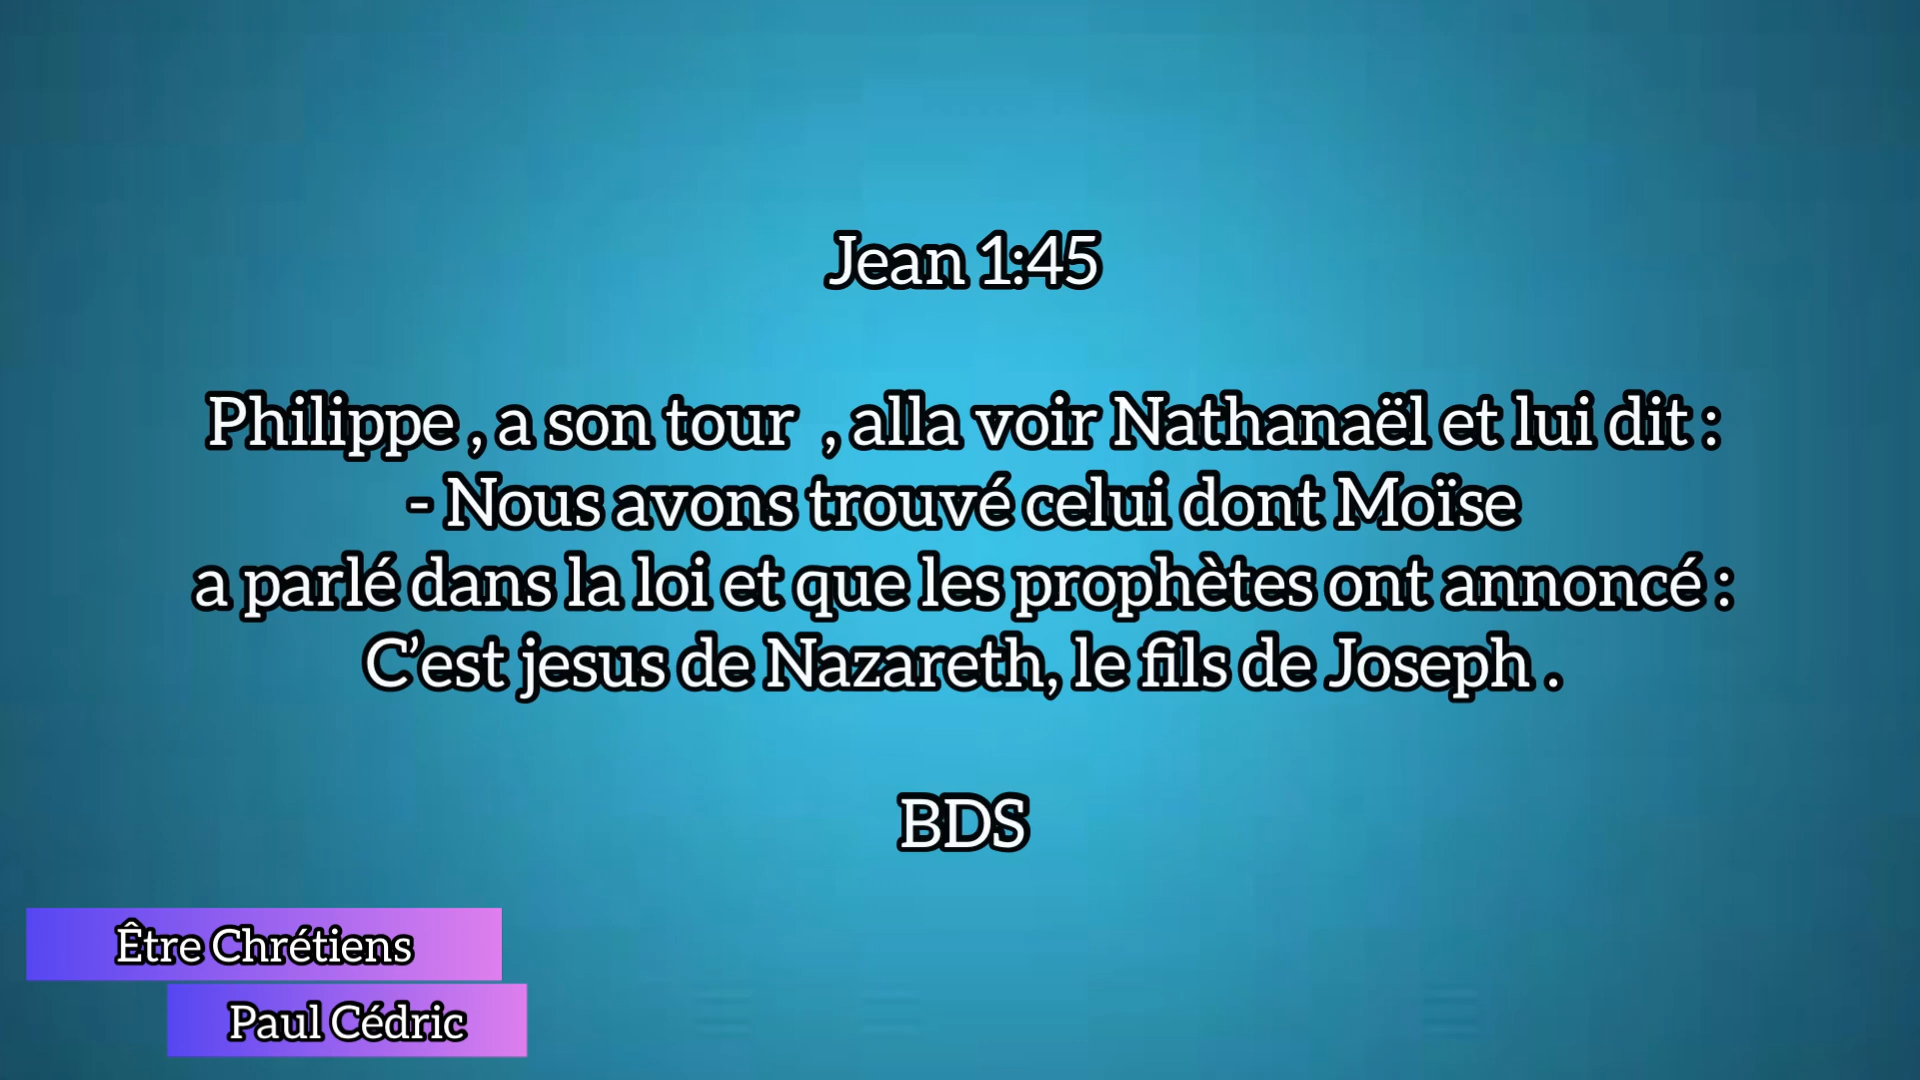 Jean 1:45
Philippe , a son tour  , alla voir Nathanaël et lui dit :
- Nous avons trouvé celui dont Moïse
a parlé dans la loi et que les prophètes ont annoncé :
C’est jesus de Nazareth, le fils de Joseph .
BDS
Être Chrétiens
Paul Cédric